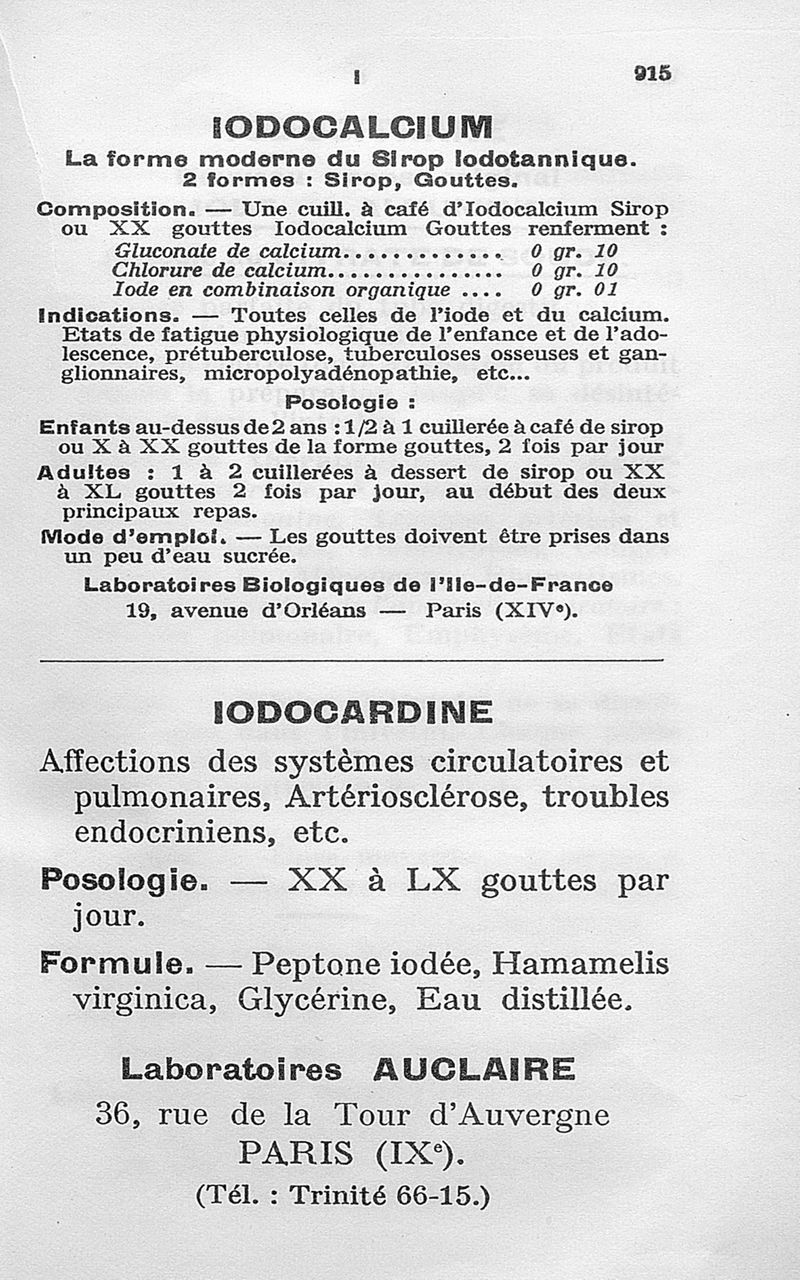 I 915
IODOCALCIUM
La forme moderne du Sirop Iodotannique.
2 formes : Sirop, Gouttes.
Composition. — Une cuill. à café d'Iodocalcium Sirop
ou XX gouttes Iodocalcium Gouttes renferment :
Gluconate de calcium............. 0 gr. 10
Chlorure de calcium............... 0 gr. 10
Iode en combinaison organique .... 0 gr. 01
Indications. — Toutes celles de l'iode et du calcium.
Etats de fatigue physiologique de l'enfance et de l'ado-
lescence, prétuberculose, tuberculoses osseuses et gan-
glionnaires, micropolyadénopathie, etc...
Posologie :
Enfants au-dessus de 2 ans : 1/2 à 1 cuillerée à café de sirop
ou X à XX gouttes de la forme gouttes, 2 fois par jour
Adultes : 1 à 2 cuillerées à dessert de sirop ou XX
à XL gouttes 2 fois par jour, au début des deux
principaux repas.
Mode d'emploi. — Les gouttes doivent être prises dans
un peu d'eau sucrée.
Laboratoires Biologiques de l'Ile-de-France
19, avenue d'Orléans — Paris (XIVe).
IODOCARDINE
Affections des systèmes circulatoires et
pulmonaires, Artériosclérose, troubles
endocriniens, etc.
Posologie. — XX à LX gouttes par
jour.
Formule. — Peptone iodée, Hamamelis
virginica, Glycérine, Eau distillée.
Laboratoires AUCLAIRE
36, rue de la Tour d'Auvergne
PARIS (IXe).
(Tél. : Trinité 66-15.)